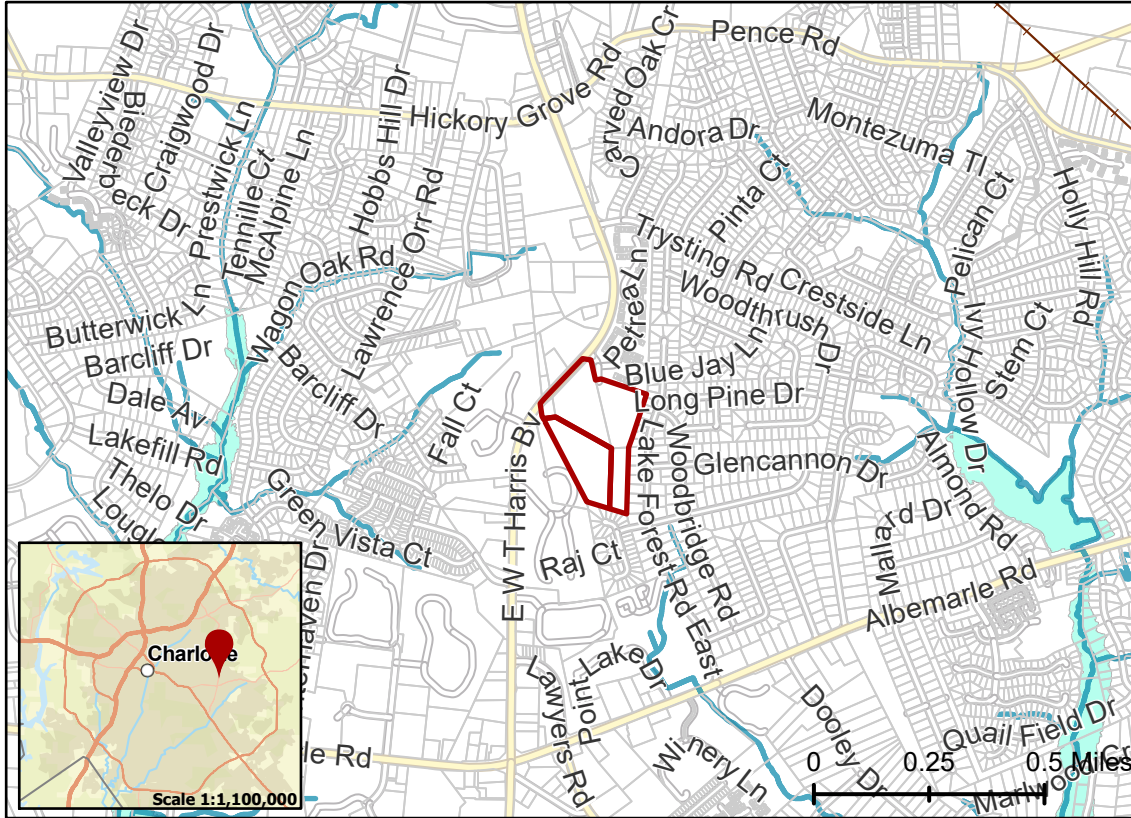 Pence Rd
Valleyview Dr
Bieperb
eck Dr
Craigwood Dr
Prestwick Ln
Tennille Ct
McAlpine Ln
Hobbs Hill Dr
Hickory Grove Rd
Carved Oak Cr
Andora Dr
Montezuma Tl
Pinta Ct
Pelican Ct
Holly Hill Rd
Lawrence Orr Rd
Wagon Oak Rd
Trysting Rd
Woodthrush Dr
Crestside Ln
Ivy Hollow Dr
Stem Ct
Butterwick Ln
Barcliff Dr
Barcliff Dr
Petrea Ln
Blue Jay Ln
Long Pine Dr
Dale Av
Fall Ct
E W T Harris Bv
Lakefill Rd
Glencannon Dr
Almond Rd
Thelo Dr
Green Vista Ct
Lake Forest Rd East
Woodbridge Rd
Wallard Dr
Raj Ct
Albemarle Rd
Lake Dr
Point
Lawyers Rd
le Rd
Dooley Dr
Quail Field Dr
Winery Ln
Charlotte
Scale 1:1,100,000
0 0.25 0.5 Miles